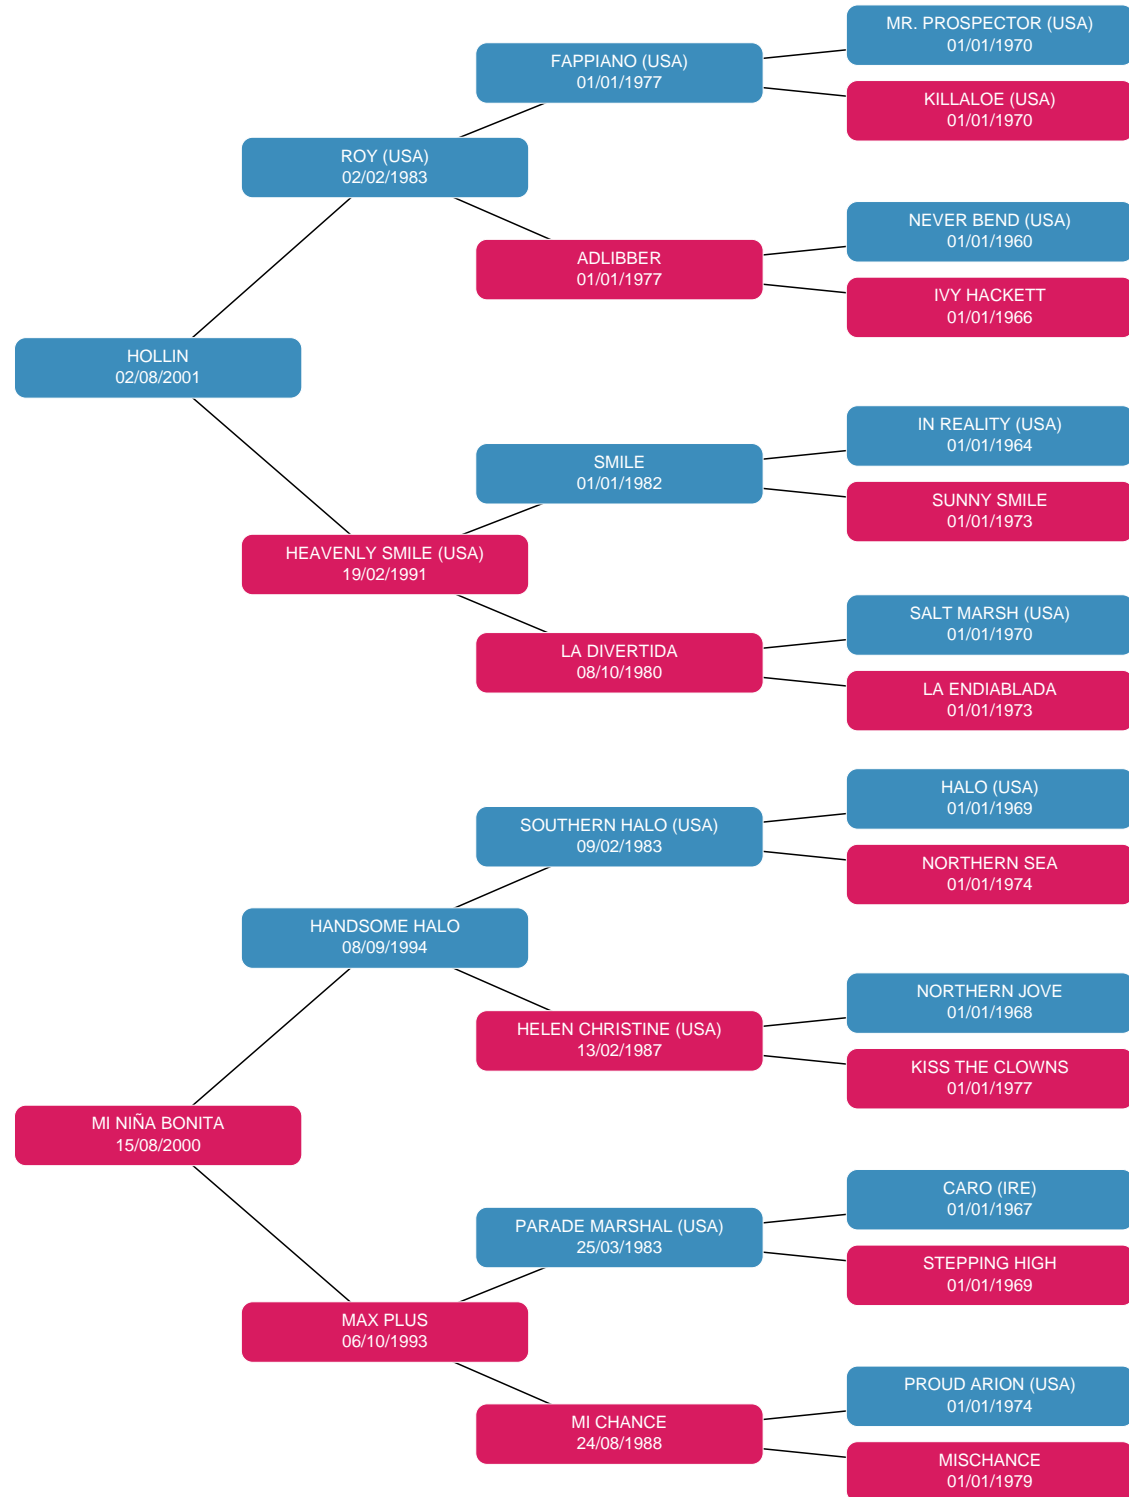 MR. PROSPECTOR (USA)
01/01/1970
FAPPIANO (USA)
01/01/1977
KILLALOE (USA)
01/01/1970
ROY (USA)
02/02/1983
NEVER BEND (USA)
01/01/1960
ADLIBBER
01/01/1977
IVY HACKETT
01/01/1966
HOLLIN
02/08/2001
IN REALITY (USA)
01/01/1964
SMILE
01/01/1982
SUNNY SMILE
01/01/1973
HEAVENLY SMILE (USA)
19/02/1991
SALT MARSH (USA)
01/01/1970
LA DIVERTIDA
08/10/1980
LA ENDIABLADA
01/01/1973
HALO (USA)
01/01/1969
SOUTHERN HALO (USA)
09/02/1983
NORTHERN SEA
01/01/1974
HANDSOME HALO
08/09/1994
NORTHERN JOVE
01/01/1968
HELEN CHRISTINE (USA)
13/02/1987
KISS THE CLOWNS
01/01/1977
MI NIÑA BONITA
15/08/2000
CARO (IRE)
01/01/1967
PARADE MARSHAL (USA)
25/03/1983
STEPPING HIGH
01/01/1969
MAX PLUS
06/10/1993
PROUD ARION (USA)
01/01/1974
MI CHANCE
24/08/1988
MISCHANCE
01/01/1979